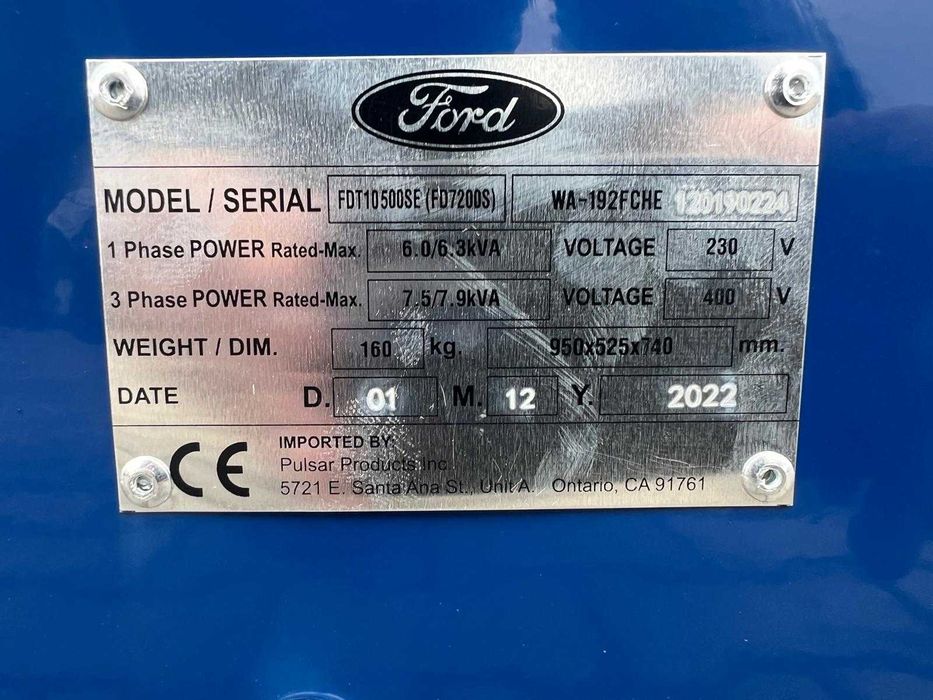 Ford
MODEL / SERIAL FDT10500SE (FD7200S) WA-192FCHE 120190224
1 Phase POWER Rated-Max. 6.0/6.3kVA VOLTAGE 230 V
3 Phase POWER Rated-Max. 7.5/7.9kVA VOLTAGE 400 V
WEIGHT / DIM. 160 kg. 950x525x740 mm.
DATE D. 01 M. 12 Y. 2022
CE IMPORTED BY:
Pulsar Products, Inc.
5721 E. Santa Ana St., Unit A. Ontario, CA 91761